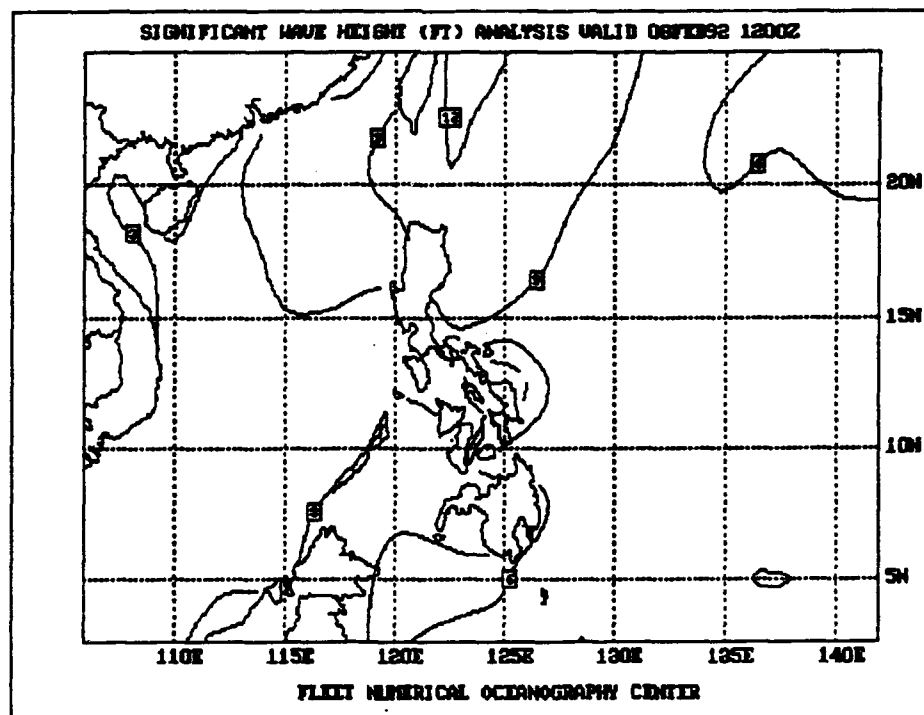 SIGNIFICANT WAVE HEIGHT (FT) ANALYSIS VALID 08FEB92 1200Z
12
20N
15N
10N
5N
110E 115E 120E 125E 130E 135E 140E
FLEET NUMERICAL OCEANOGRAPHY CENTER